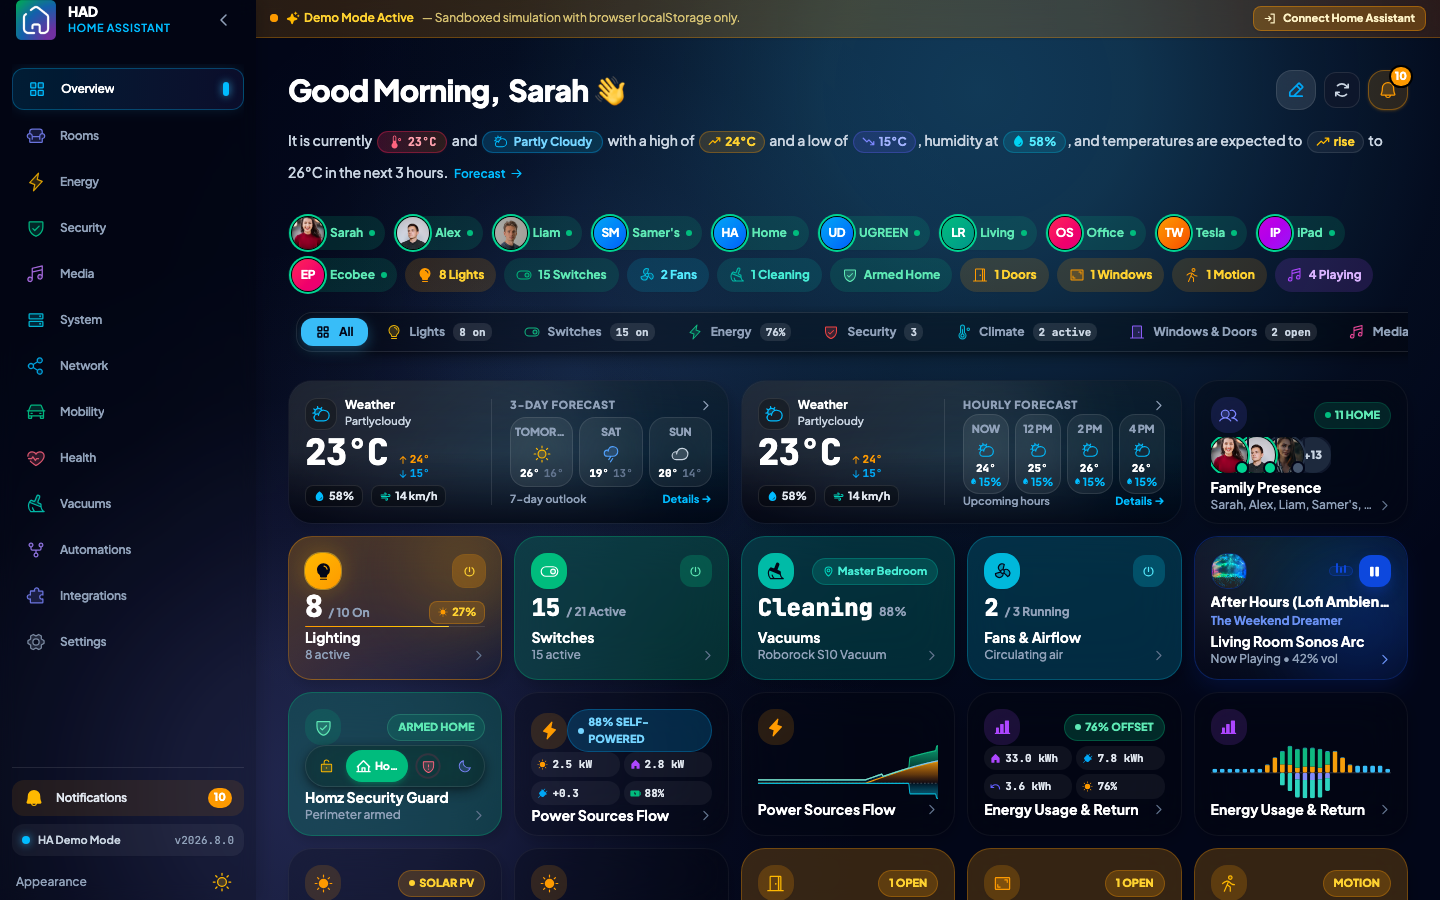 HAD
HOME ASSISTANT
Demo Mode Active — Sandboxed simulation with browser localStorage only.
Connect Home Assistant
Overview
Rooms
Energy
Security
Media
System
Network
Mobility
Health
Vacuums
Automations
Integrations
Settings
Notifications 10
HA Demo Mode v2026.8.0
Appearance
Good Morning, Sarah 👋
10
It is currently 23°C and Partly Cloudy with a high of 24°C and a low of 15°C , humidity at 58% , and temperatures are expected to rise to
26°C in the next 3 hours. Forecast →
Sarah Alex Liam SM Samer's HA Home UD UGREEN LR Living OS Office TW Tesla IP iPad
EP Ecobee 8 Lights 15 Switches 2 Fans 1 Cleaning Armed Home 1 Doors 1 Windows 1 Motion 4 Playing
All Lights 8 on Switches 15 on Energy 76% Security 3 Climate 2 active Windows & Doors 2 open Media
Weather
Partlycloudy
23°C ↑ 24° ↓ 15°
58% 14 km/h
3-DAY FORECAST
TOMOR... SAT SUN
26° 16° 19° 13° 20° 14°
7-day outlook Details →
Weather
Partlycloudy
23°C ↑ 24° ↓ 15°
58% 14 km/h
HOURLY FORECAST
NOW 12 PM 2 PM 4 PM
24° 25° 26° 26°
15% 15% 15% 15%
Upcoming hours Details →
11 HOME
+13
Family Presence
Sarah, Alex, Liam, Samer's, ...
8 / 10 On 27%
Lighting
8 active
15 / 21 Active
Switches
15 active
Master Bedroom
Cleaning 88%
Vacuums
Roborock S10 Vacuum
2 / 3 Running
Fans & Airflow
Circulating air
After Hours (Lofi Ambien...
The Weekend Dreamer
Living Room Sonos Arc
Now Playing • 42% vol
ARMED HOME
Ho...
Homz Security Guard
Perimeter armed
88% SELF-
POWERED
2.5 kW 2.8 kW
+0.3 88%
Power Sources Flow
Power Sources Flow
76% OFFSET
33.0 kWh 7.8 kWh
3.6 kWh 76%
Energy Usage & Return
Energy Usage & Return
SOLAR PV
1 OPEN
1 OPEN
MOTION